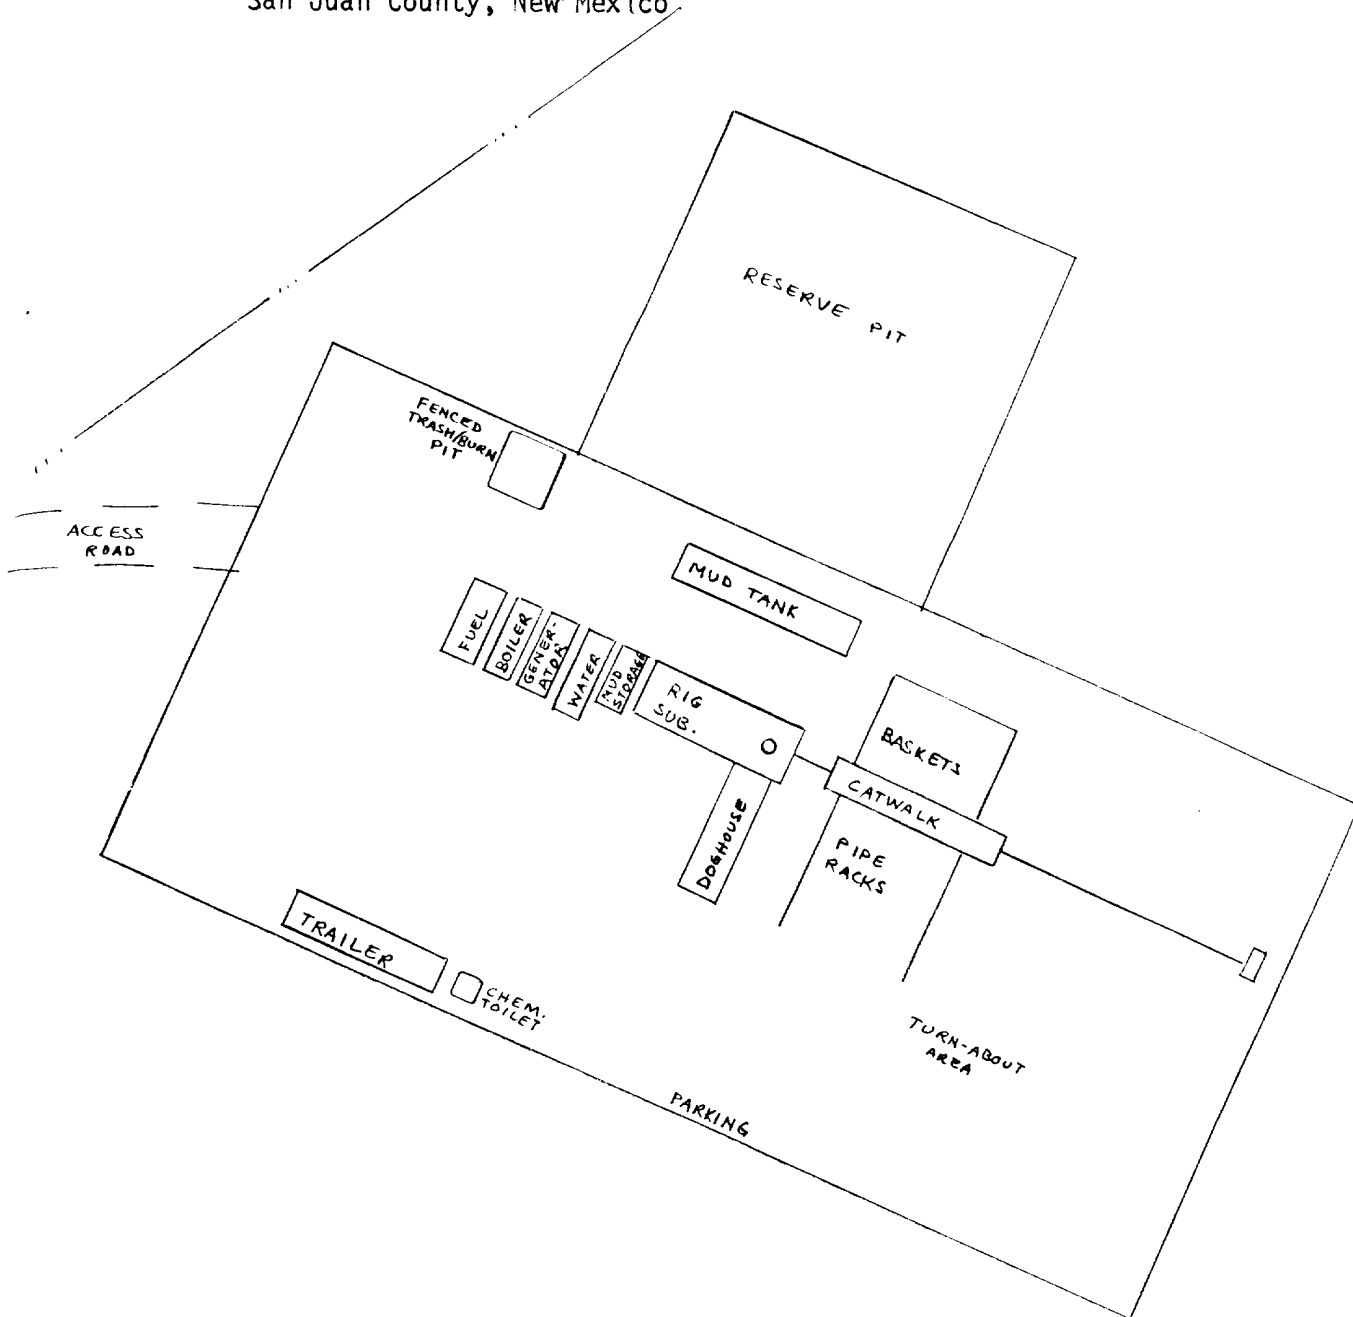 San Juan County, New Mexico
RESERVE PIT
FENCED
TRASH/BURN
PIT
ACCESS
ROAD
MUD TANK
FUEL
BOILER
GENER-
ATOR
WATER
MUD
STORAGE
RIG
SUB.
BASKETS
CATWALK
DOGHOUSE
PIPE
RACKS
TRAILER
CHEM.
TOILET
TURN-ABOUT
AREA
PARKING